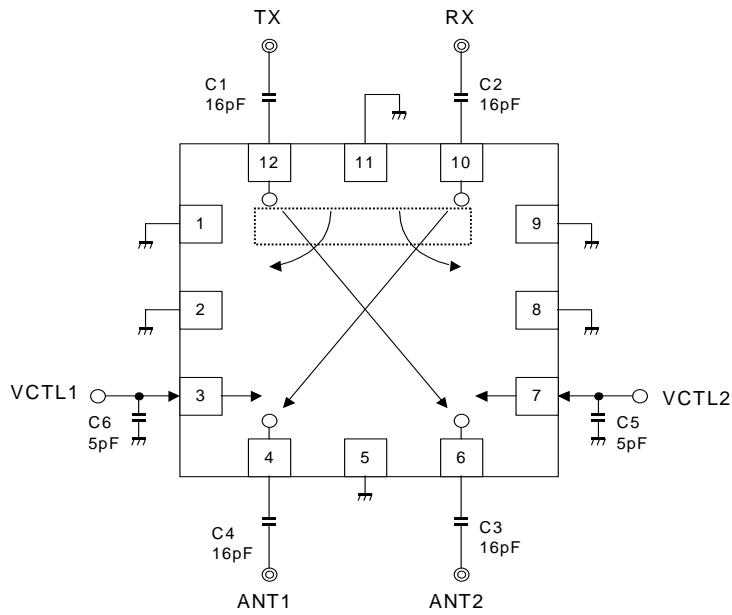 TX
RX
C1
16pF
C2
16pF
12
11
10
1
9
2
8
VCTL1
3
7
VCTL2
C6
5pF
C5
5pF
4
5
6
C4
16pF
C3
16pF
ANT1
ANT2